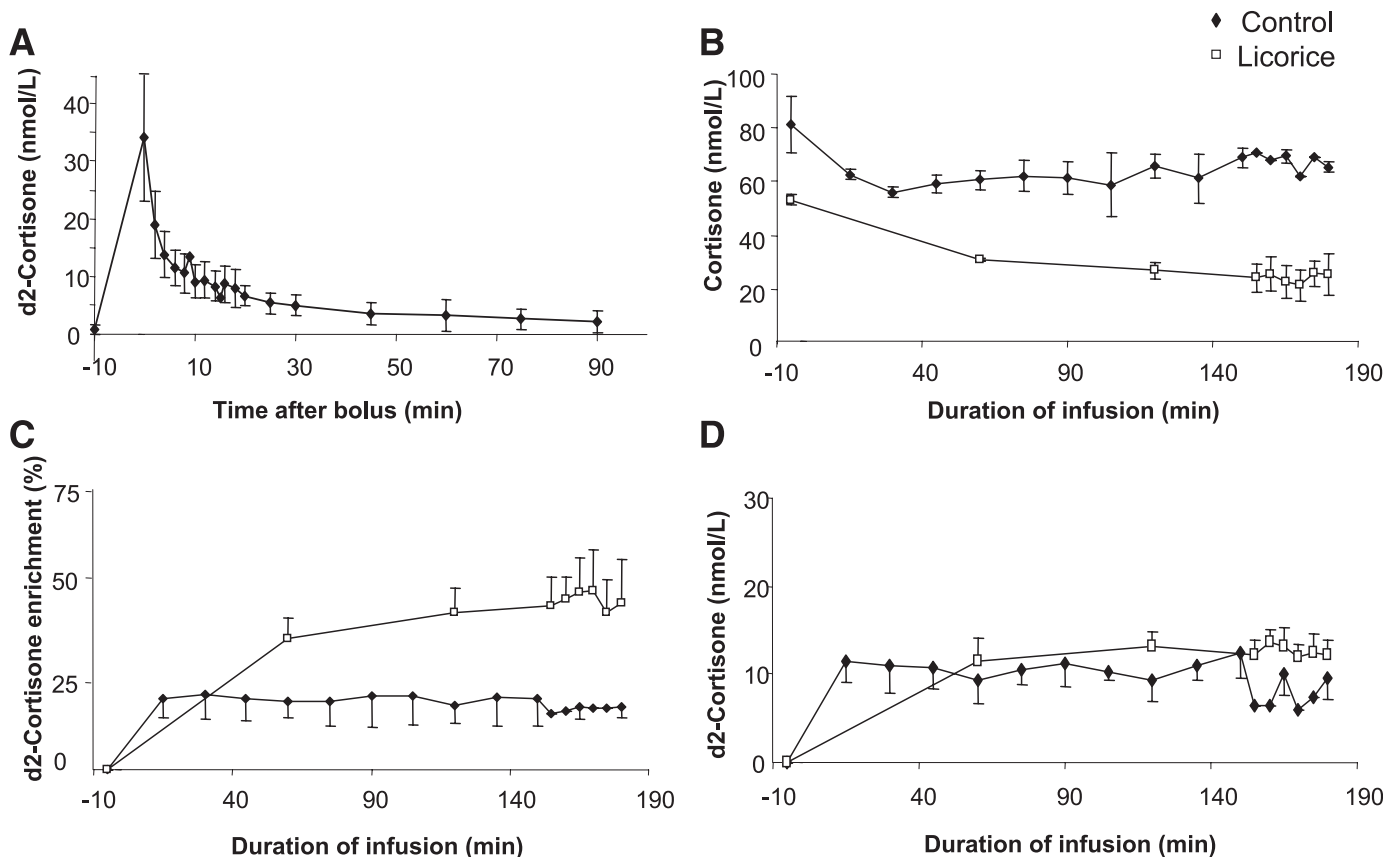 A
d2-Cortisone (nmol/L)
40
30
20
10
0
-10 10 30 50 70 90
Time after bolus (min)
B
◆ Control
□ Licorice
Cortisone (nmol/L)
100
80
60
40
20
0
-10 40 90 140 190
Duration of infusion (min)
C
d2-Cortisone enrichment (%)
75
50
25
0
-10 40 90 140 190
Duration of infusion (min)
D
d2-Cortisone (nmol/L)
30
20
10
0
-10 40 90 140 190
Duration of infusion (min)